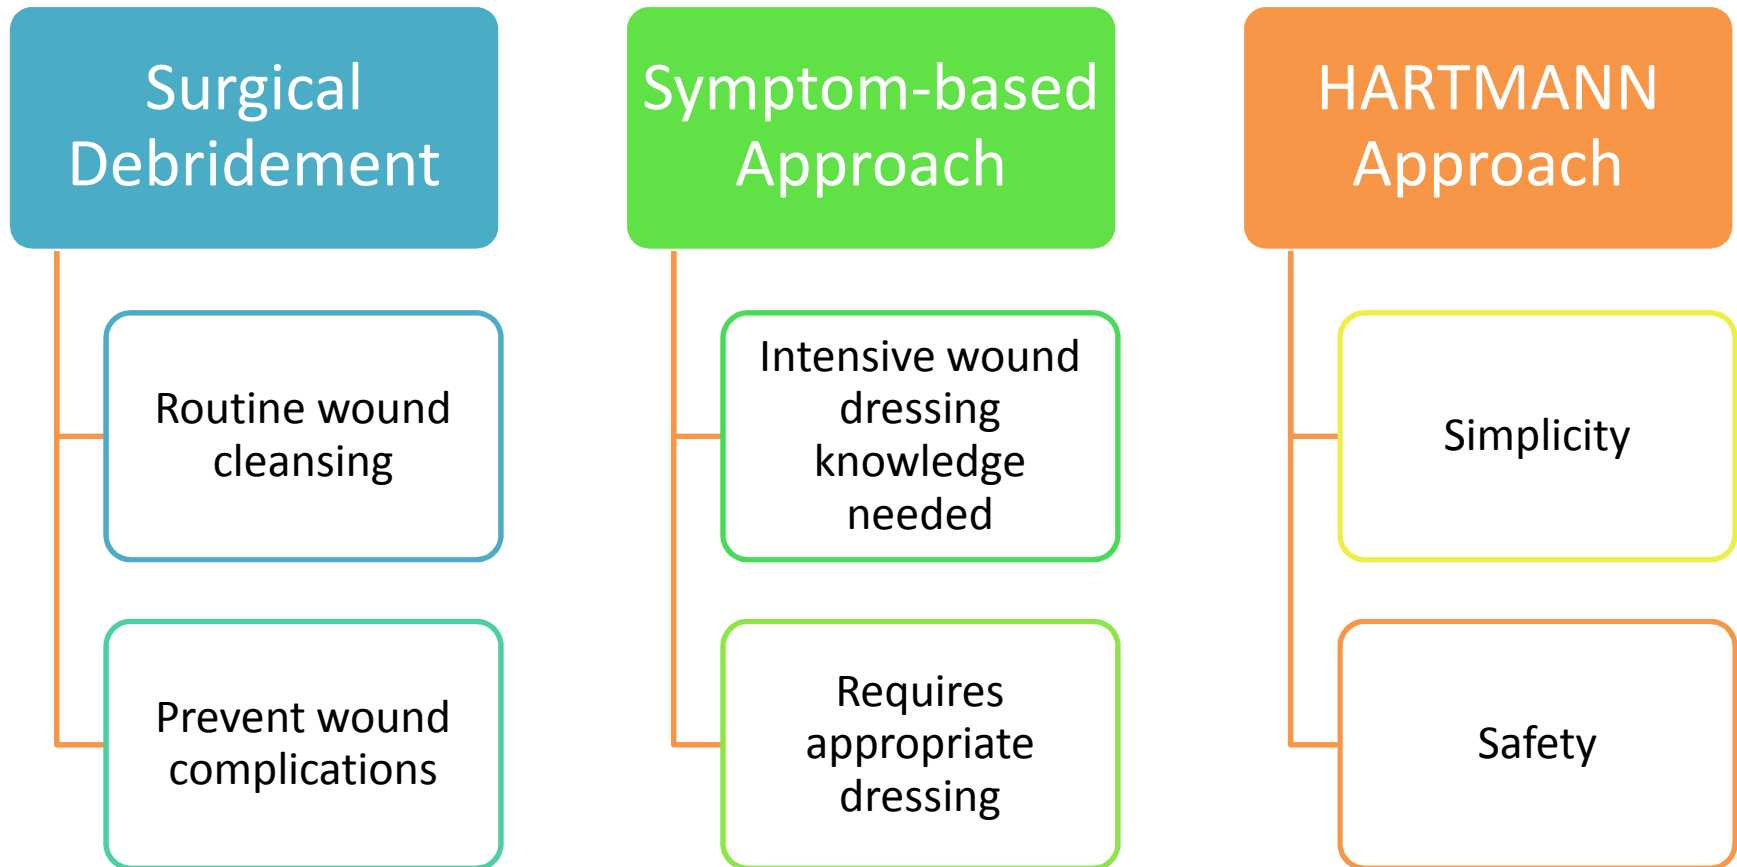 Surgical
Debridement
Routine wound
cleansing
Prevent wound
complications
Symptom-based
Approach
Intensive wound
dressing
knowledge
needed
Requires
appropriate
dressing
HARTMANN
Approach
Simplicity
Safety